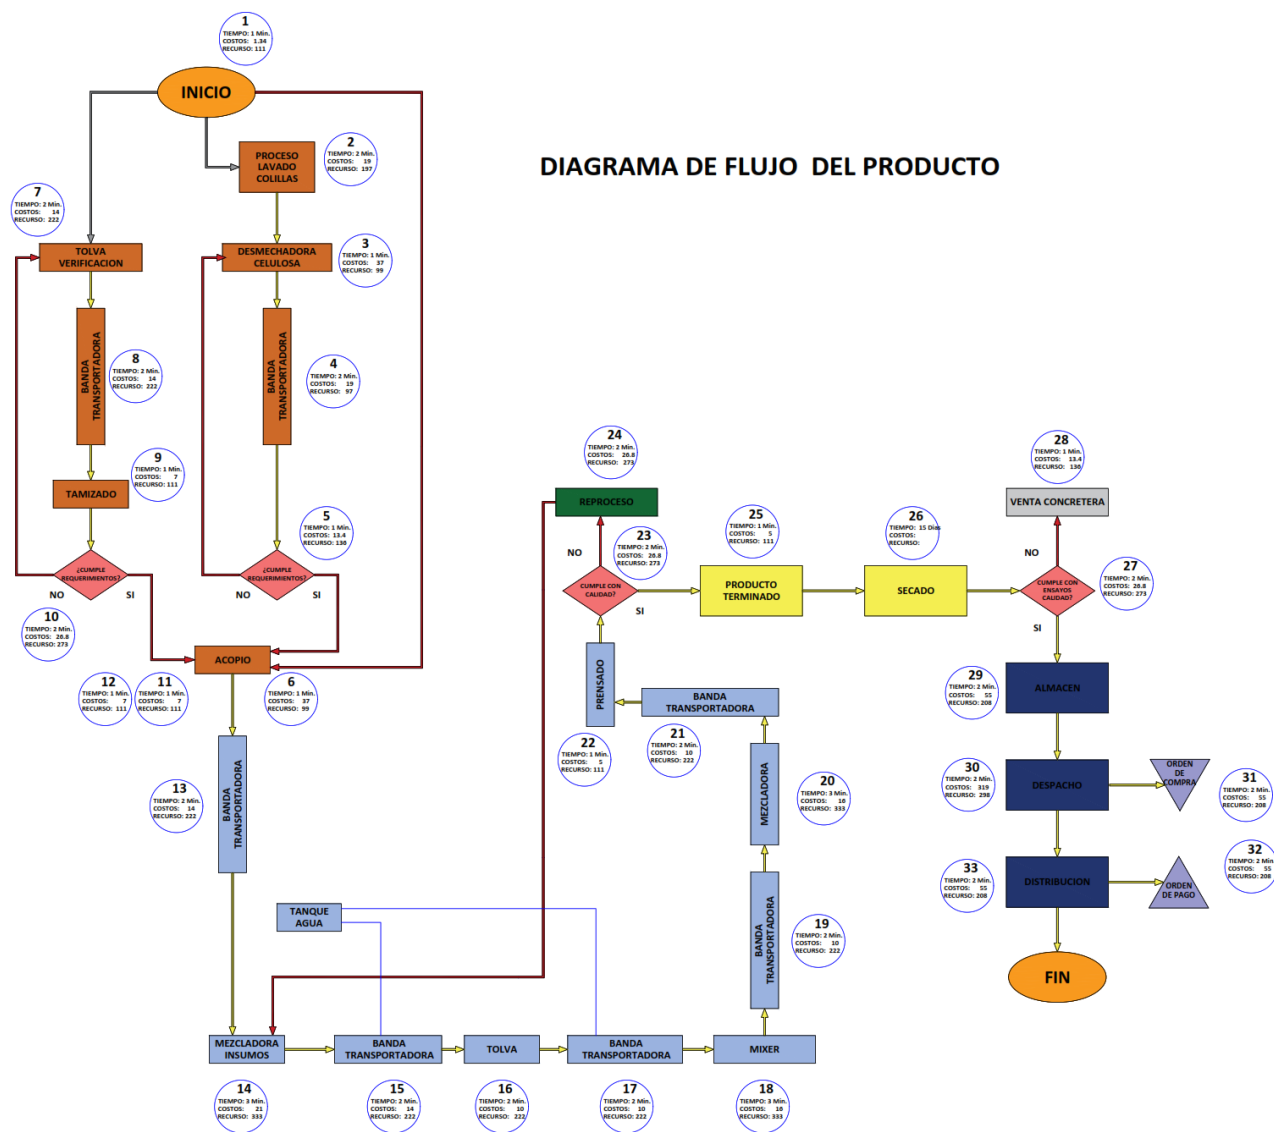 1
TIEMPO: 1 Min.
COSTOS: 1.34
RECURSO: 111
INICIO
DIAGRAMA DE FLUJO DEL PRODUCTO
2
TIEMPO: 2 Min.
COSTOS: 19
RECURSO: 197
PROCESO
LAVADO
COLILLAS
7
TIEMPO: 2 Min.
COSTOS: 14
RECURSO: 222
TOLVA
VERIFICACION
3
TIEMPO: 1 Min.
COSTOS: 37
RECURSO: 99
DESMECHADORA
CELULOSA
BANDA
TRANSPORTADORA
8
TIEMPO: 2 Min.
COSTOS: 14
RECURSO: 222
BANDA
TRANSPORTADORA
4
TIEMPO: 2 Min.
COSTOS: 19
RECURSO: 97
9
TIEMPO: 1 Min.
COSTOS: 7
RECURSO: 111
TAMIZADO
5
TIEMPO: 1 Min.
COSTOS: 13.4
RECURSO: 136
¿CUMPLE
REQUERIMIENTOS?
NO
SI
¿CUMPLE
REQUERIMIENTOS?
NO
SI
10
TIEMPO: 2 Min.
COSTOS: 26.8
RECURSO: 273
ACOPIO
12
TIEMPO: 1 Min.
COSTOS: 7
RECURSO: 111
11
TIEMPO: 1 Min.
COSTOS: 7
RECURSO: 111
6
TIEMPO: 1 Min.
COSTOS: 37
RECURSO: 99
13
TIEMPO: 2 Min.
COSTOS: 14
RECURSO: 222
BANDA
TRANSPORTADORA
TANQUE
AGUA
MEZCLADORA
INSUMOS
BANDA
TRANSPORTADORA
TOLVA
BANDA
TRANSPORTADORA
MIXER
14
TIEMPO: 3 Min.
COSTOS: 21
RECURSO: 333
15
TIEMPO: 2 Min.
COSTOS: 14
RECURSO: 222
16
TIEMPO: 2 Min.
COSTOS: 10
RECURSO: 222
17
TIEMPO: 2 Min.
COSTOS: 10
RECURSO: 222
18
TIEMPO: 3 Min.
COSTOS: 16
RECURSO: 333
BANDA
TRANSPORTADORA
19
TIEMPO: 2 Min.
COSTOS: 10
RECURSO: 222
MEZCLADORA
20
TIEMPO: 3 Min.
COSTOS: 16
RECURSO: 333
BANDA
TRANSPORTADORA
21
TIEMPO: 2 Min.
COSTOS: 10
RECURSO: 222
PRENSADO
22
TIEMPO: 1 Min.
COSTOS: 5
RECURSO: 111
24
TIEMPO: 2 Min.
COSTOS: 26.8
RECURSO: 273
REPROCESO
23
TIEMPO: 2 Min.
COSTOS: 26.8
RECURSO: 273
NO
CUMPLE CON
CALIDAD?
SI
25
TIEMPO: 1 Min.
COSTOS: 5
RECURSO: 111
PRODUCTO
TERMINADO
26
TIEMPO: 15 Dias
COSTOS:
RECURSO:
SECADO
28
TIEMPO: 1 Min.
COSTOS: 13.4
RECURSO: 136
VENTA CONCRETERA
NO
27
TIEMPO: 2 Min.
COSTOS: 26.8
RECURSO: 273
CUMPLE CON
ENSAYOS
CALIDAD?
SI
29
TIEMPO: 2 Min.
COSTOS: 55
RECURSO: 208
ALMACEN
30
TIEMPO: 2 Min.
COSTOS: 319
RECURSO: 298
DESPACHO
ORDEN
DE
COMPRA
31
TIEMPO: 2 Min.
COSTOS: 55
RECURSO: 208
33
TIEMPO: 2 Min.
COSTOS: 55
RECURSO: 208
DISTRIBUCION
ORDEN
DE PAGO
32
TIEMPO: 2 Min.
COSTOS: 55
RECURSO: 208
FIN